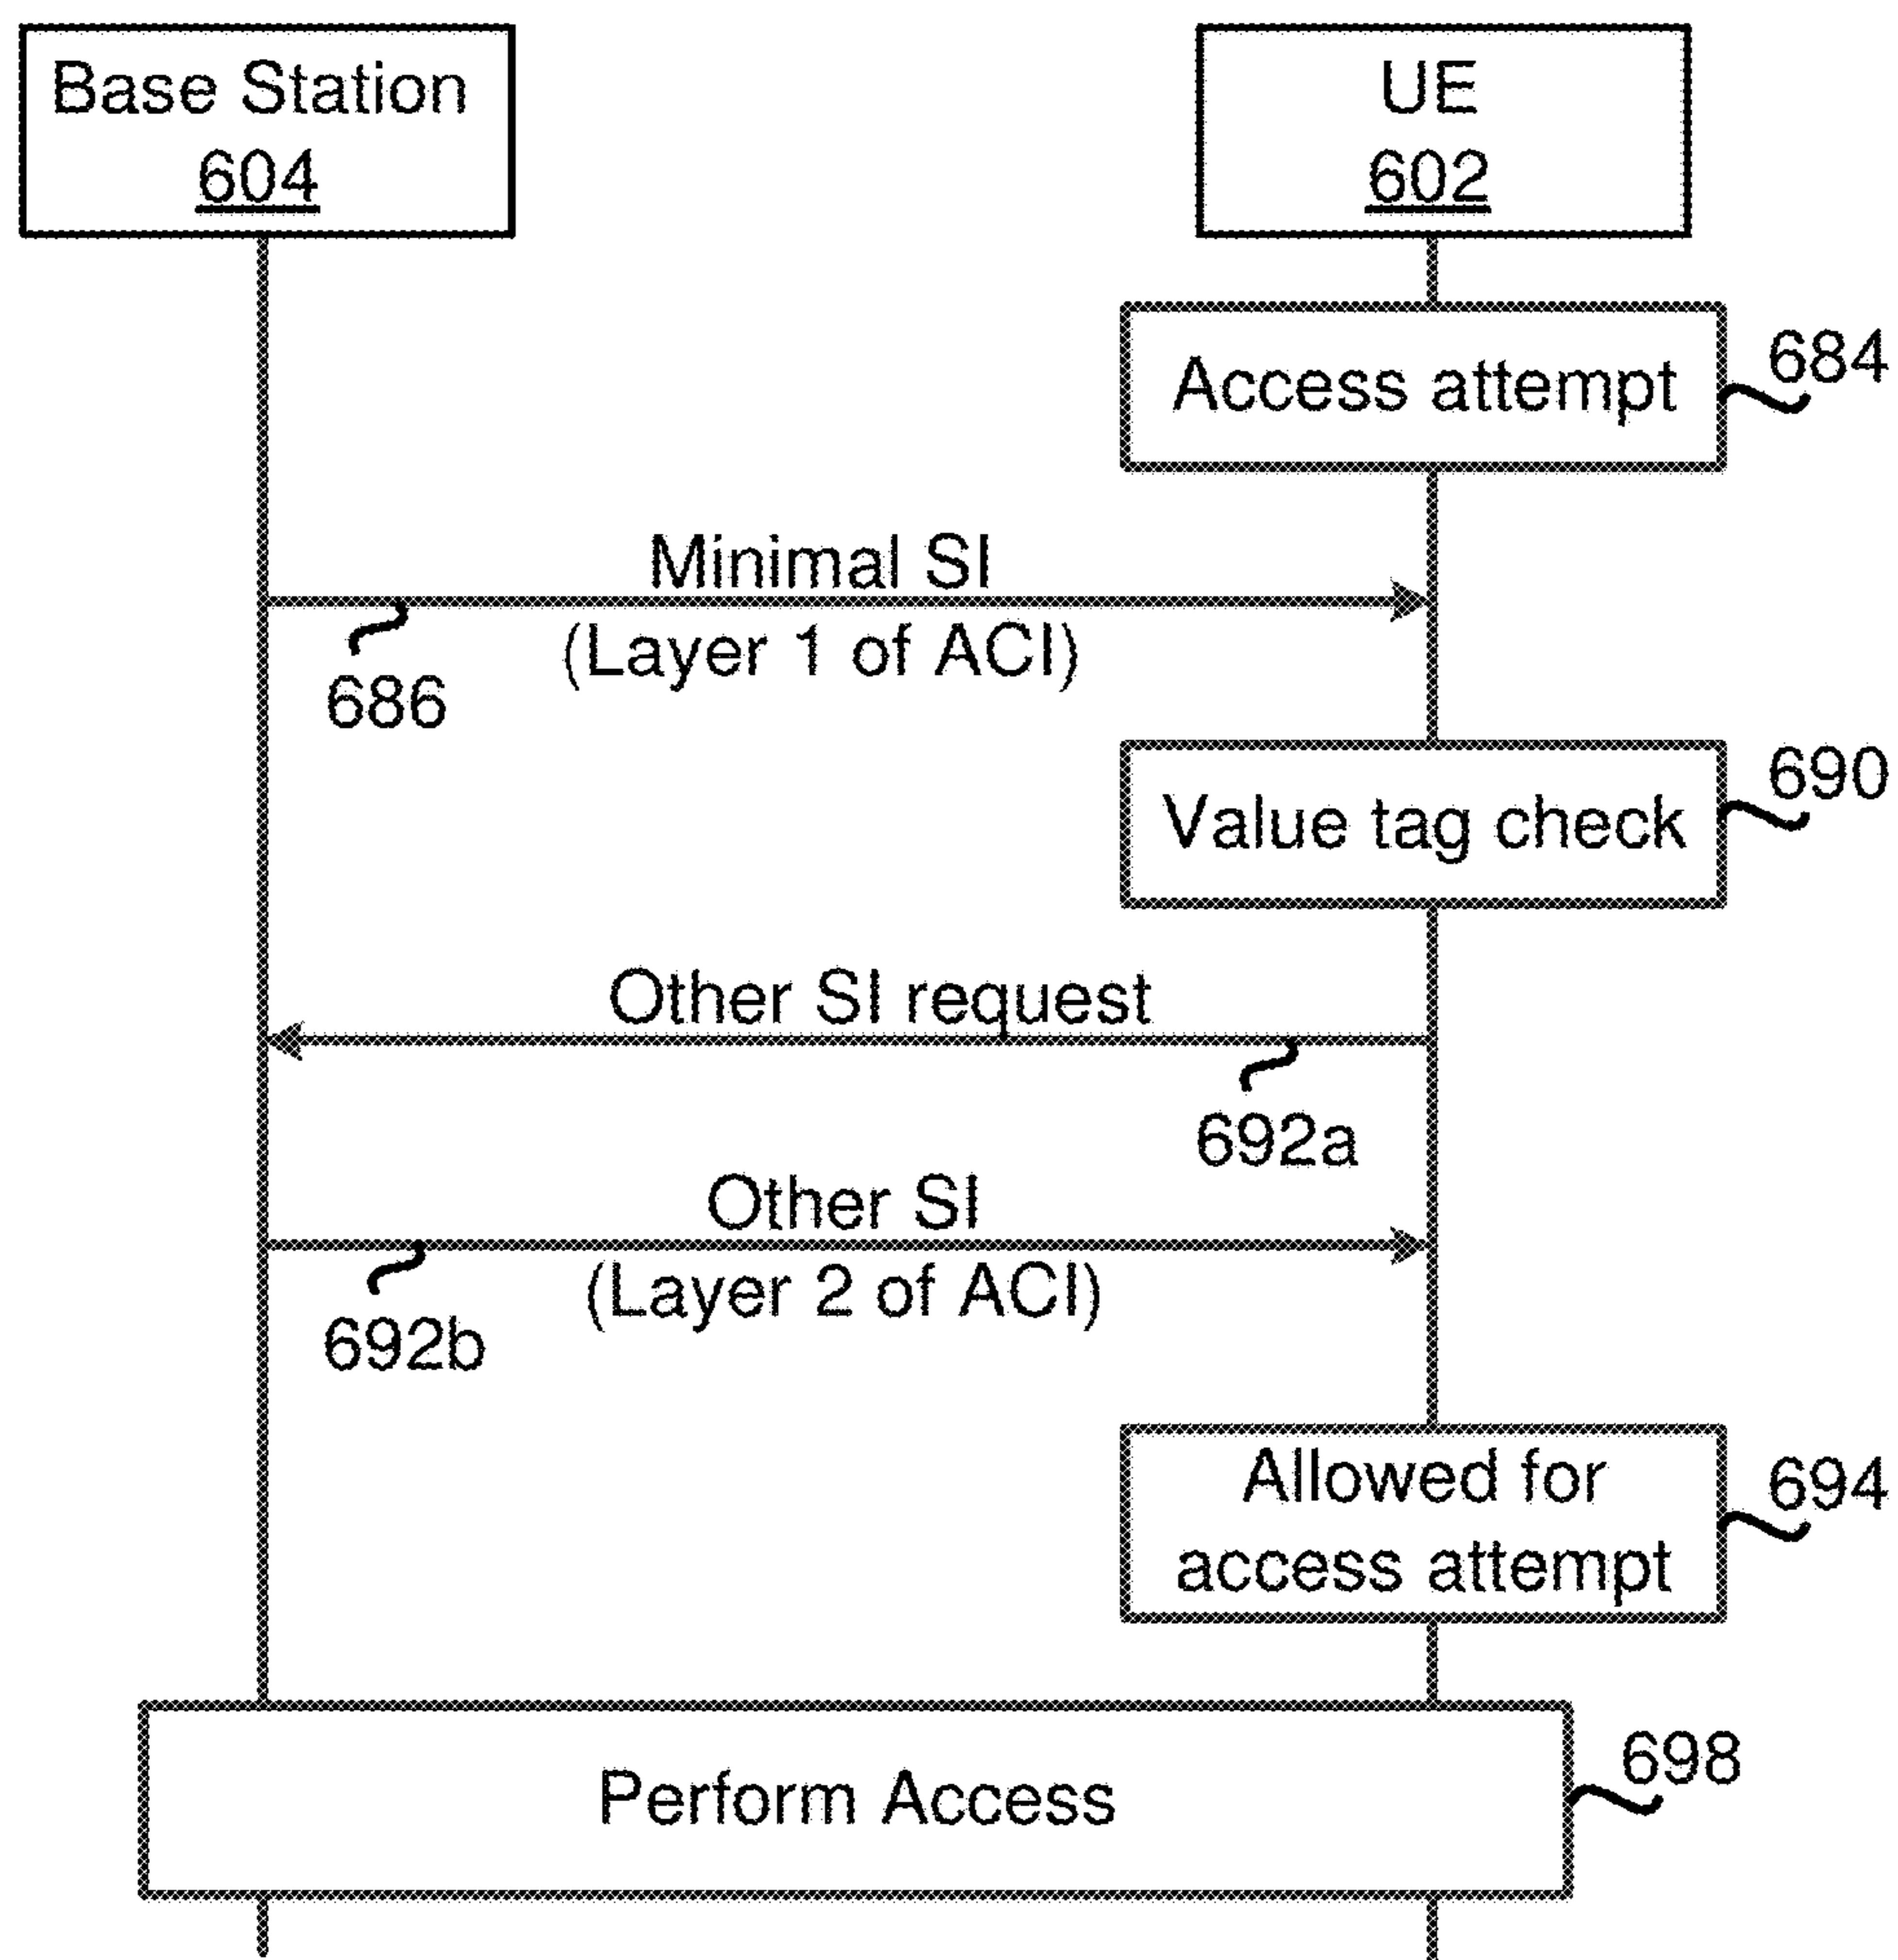 Base Station
604
UE
602
Access attempt
684
Minimal SI
(Layer 1 of ACI)
686
Value tag check
690
Other SI request
692a
Other SI
(Layer 2 of ACI)
692b
Allowed for
access attempt
694
Perform Access
698